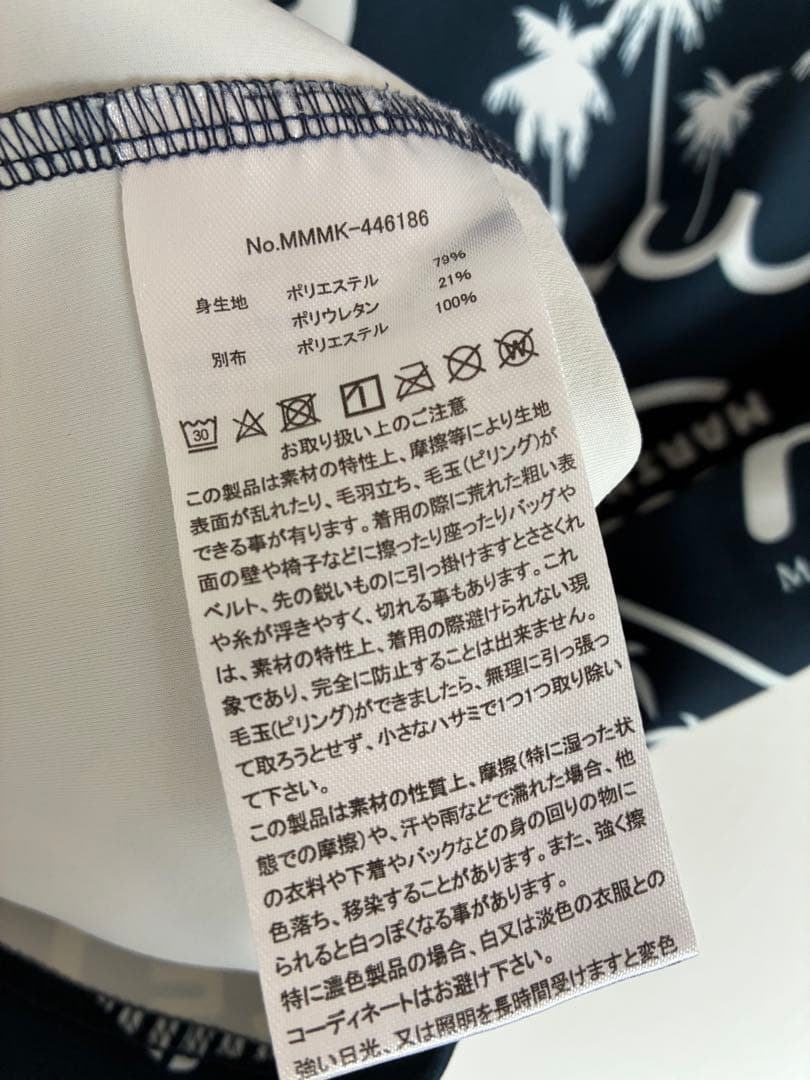 No.MMMK-446186
身生地 ポリエステル 79%
ポリウレタン 21%
別布 ポリエステル 100%
30
W
お取り扱い上のご注意
この製品は素材の特性上、摩擦等により生地
表面が乱れたり、毛羽立ち、毛玉(ピリング)が
できる事が有ります。着用の際に荒れた粗い表
面の壁や椅子などに擦ったり座ったりバッグや
ベルト、先の鋭いものに引っ掛けますとささくれ
や糸が浮きやすく、切れる事もあります。これ
は、素材の特性上、着用の際避けられない現
象であり、完全に防止することは出来ません。
毛玉(ピリング)ができましたら、無理に引っ張っ
て取ろうとせず、小さなハサミで1つ1つ取り除い
て下さい。
この製品は素材の性質上、摩擦(特に湿った状
態での摩擦)や、汗や雨などで濡れた場合、他
の衣料や下着やバックなどの身の回りの物に
色落ち、移染することがあります。また、強く擦
られると白っぽくなる事があります。
特に濃色製品の場合、白又は淡色の衣服との
コーディネートはお避け下さい。
強い日光、又は照明を長時間受けますと変色